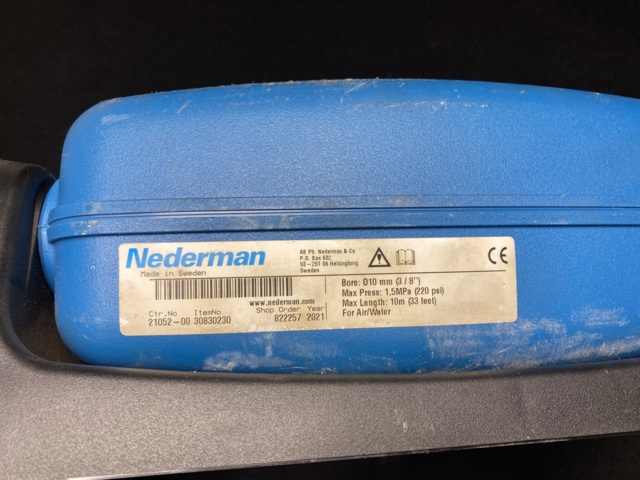 Nederman
Made in Sweden
AB Ph. Nederman & Co
P.O. Box 602
SE - 251 06 Helsingborg
Sweden
CE
www.nederman.com
Ctr.No ItemNo Shop Order Year
21052-00 30830230 822257 2021
Bore: Ø10 mm (3 / 8")
Max Press: 1,5MPa (220 psi)
Max Length: 10m (33 feet)
For Air/Water